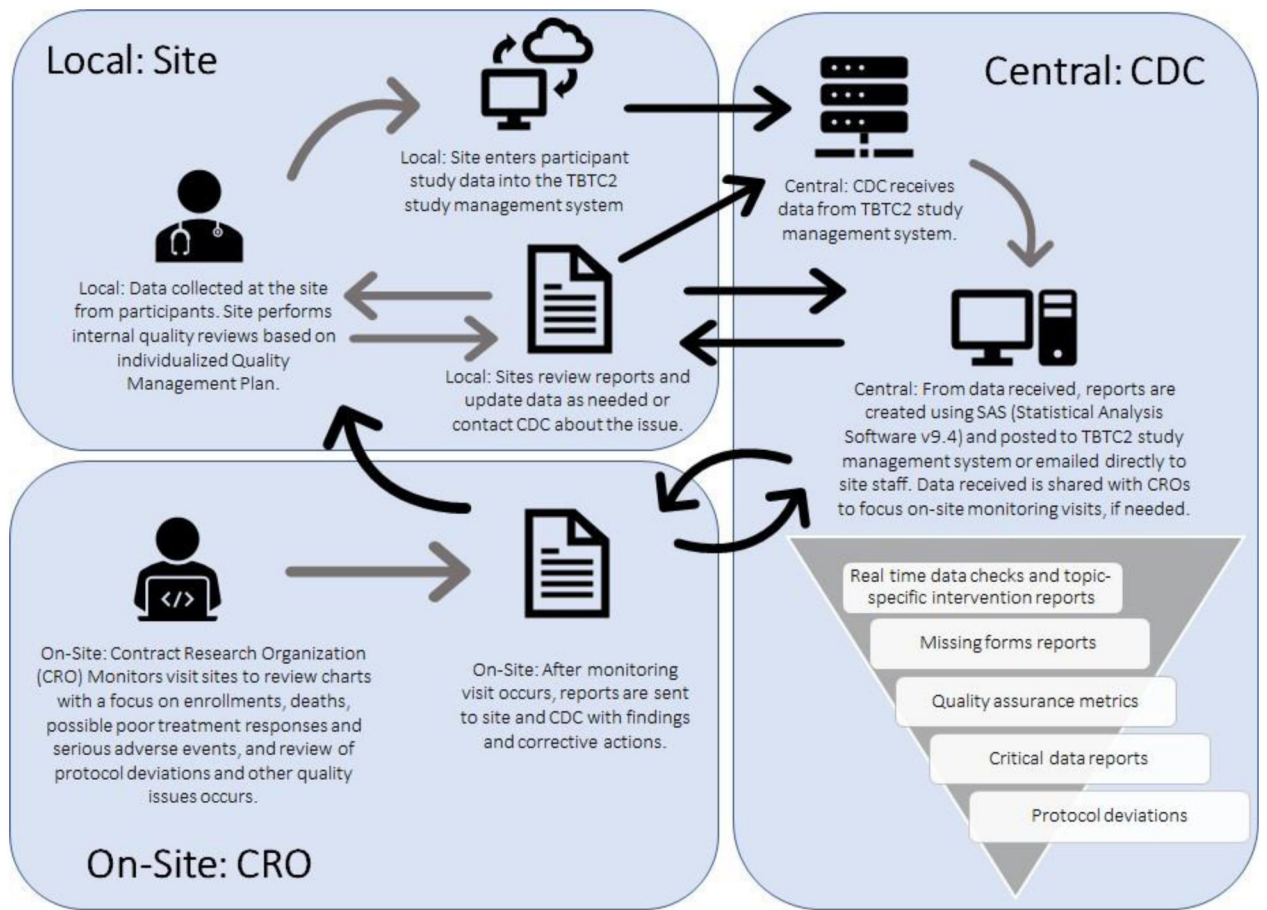 Local: Site
Local: Site enters participant
study data into the TBTC2
study management system
Local: Data collected at the site
from participants. Site performs
internal quality reviews based on
individualized Quality
Management Plan.
Local: Sites review reports and
update data as needed or
contact CDC about the issue.
Central: CDC
Central: CDC receives
data from TBTC2 study
management system.
Central: From data received, reports are
created using SAS (Statistical Analysis
Software v9.4) and posted to TBTC2 study
management system or emailed directly to
site staff. Data received is shared with CROs
to focus on-site monitoring visits, if needed.
Real time data checks and topic-
specific intervention reports
Missing forms reports
Quality assurance metrics
Critical data reports
Protocol deviations
</>
On-Site: Contract Research Organization
(CRO) Monitors visit sites to review charts
with a focus on enrollments, deaths,
possible poor treatment responses and
serious adverse events, and review of
protocol deviations and other quality
issues occurs.
On-Site: After monitoring
visit occurs, reports are sent
to site and CDC with findings
and corrective actions.
On-Site: CRO